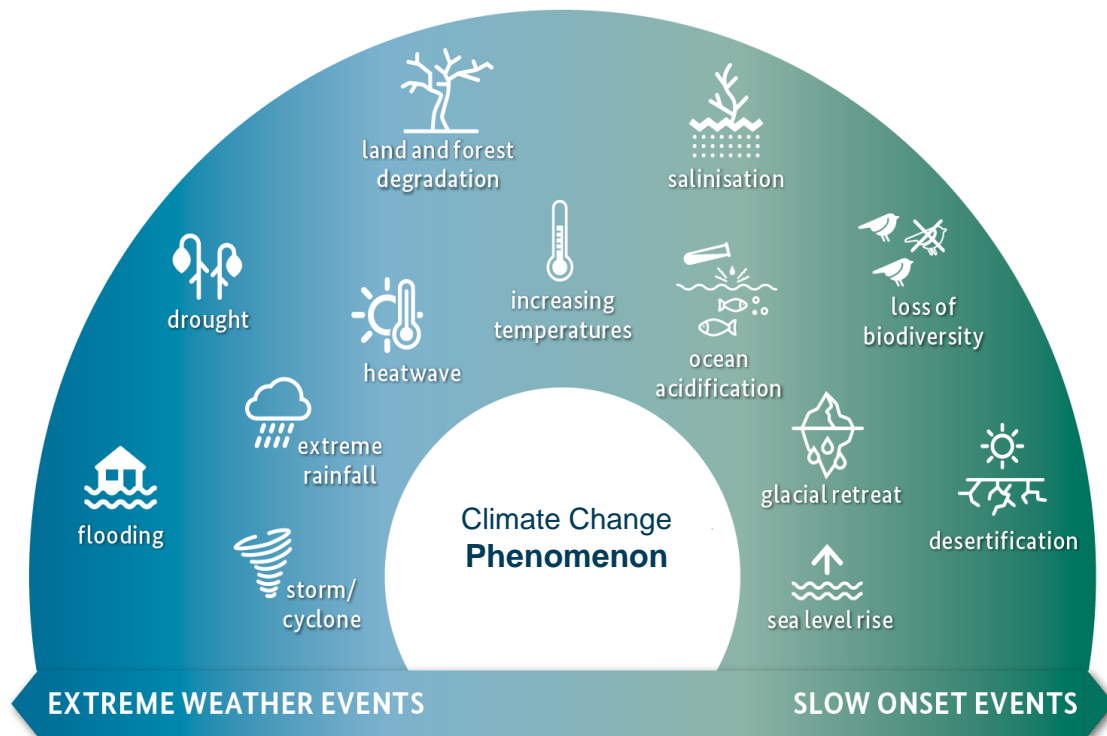 land and forest
degradation
salinisation
drought
heatwave
increasing
temperatures
ocean
acidification
loss of
biodiversity
extreme
rainfall
flooding
storm/
cyclone
Climate Change
Phenomenon
glacial retreat
desertification
sea level rise
EXTREME WEATHER EVENTS
SLOW ONSET EVENTS